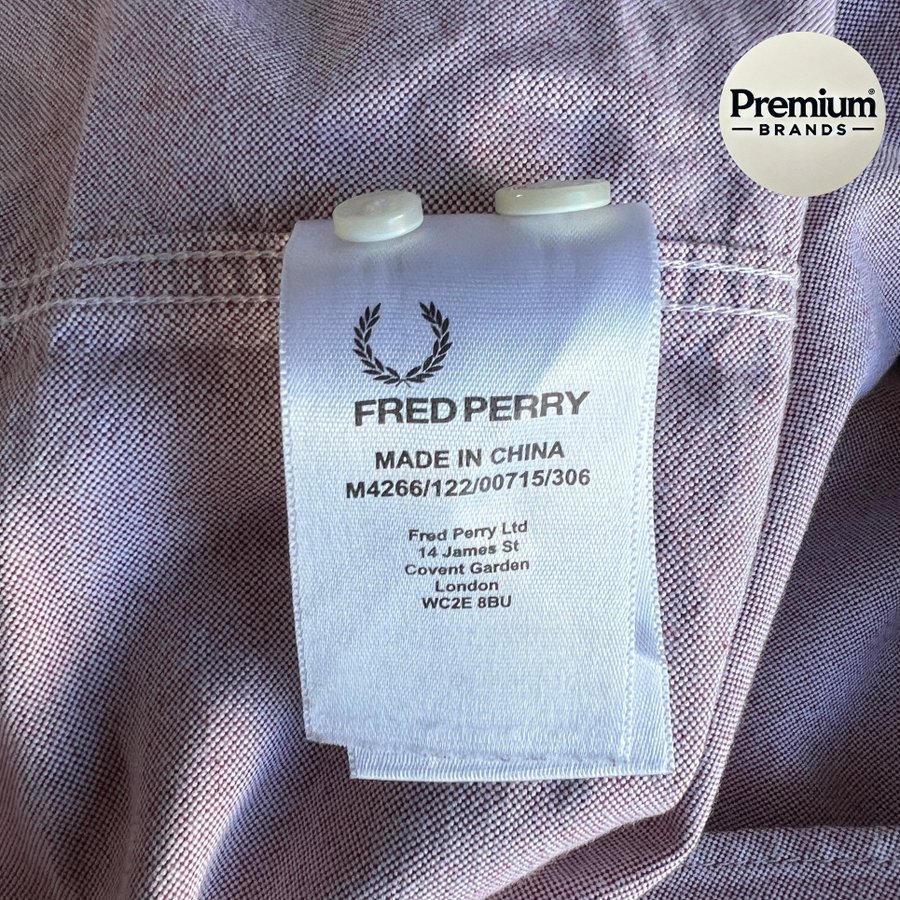 Premium®
BRANDS
FRED PERRY
MADE IN CHINA
M4266/122/00715/306
Fred Perry Ltd
14 James St
Covent Garden
London
WC2E 8BU